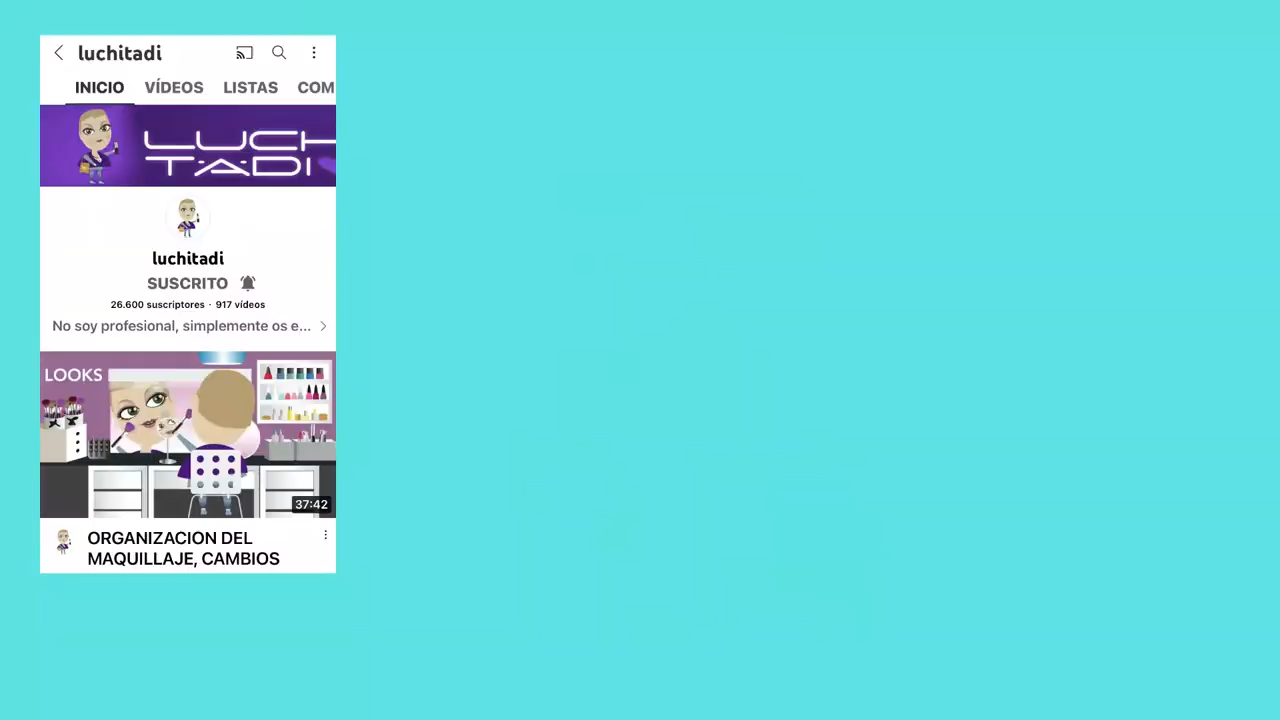 luchitadi
INICIO VÍDEOS LISTAS COM
LUCH
TADI
luchitadi
SUSCRITO
26.600 suscriptores · 917 vídeos
No soy profesional, simplemente os e...
LOOKS
37:42
ORGANIZACION DEL
MAQUILLAJE, CAMBIOS